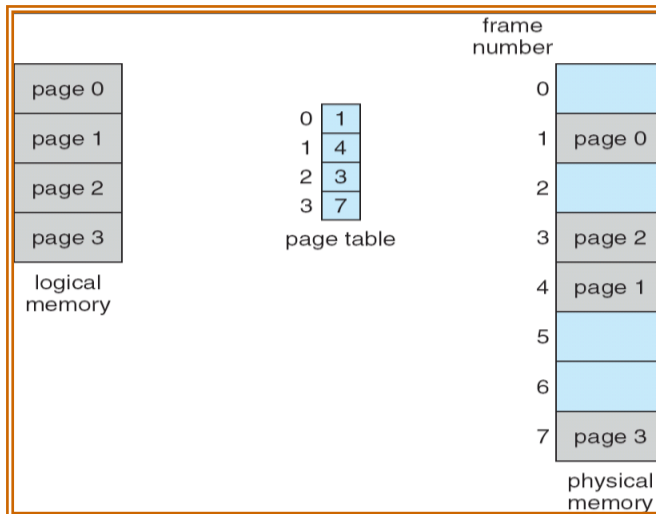 frame
number
page 0
page 1
page 2
page 3
logical
memory
0 1
1 4
2 3
3 7
page table
0
1 page 0
2
3 page 2
4 page 1
5
6
7 page 3
physical
memory